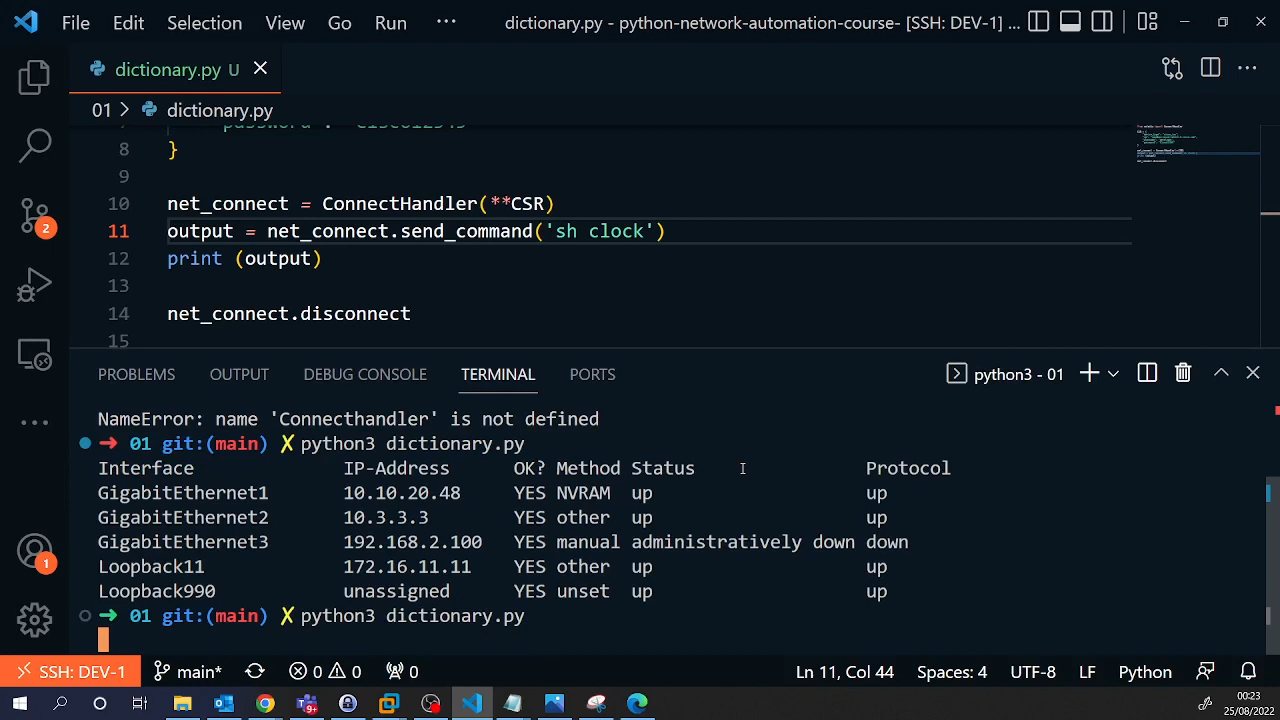 File Edit Selection View Go Run ··· dictionary.py - python-network-automation-course- [SSH: DEV-1] ...
dictionary.py U
01 > dictionary.py
8 }
9
10 net_connect = ConnectHandler(**CSR)
11 output = net_connect.send_command('sh clock')
12 print (output)
13
14 net_connect.disconnect
15
PROBLEMS OUTPUT DEBUG CONSOLE TERMINAL PORTS python3 - 01
NameError: name 'Connecthandler' is not defined
➜ 01 git:(main) ✗ python3 dictionary.py
Interface IP-Address OK? Method Status Protocol
GigabitEthernet1 10.10.20.48 YES NVRAM up up
GigabitEthernet2 10.3.3.3 YES other up up
GigabitEthernet3 192.168.2.100 YES manual administratively down down
Loopback11 172.16.11.11 YES other up up
Loopback990 unassigned YES unset up up
➜ 01 git:(main) ✗ python3 dictionary.py
2
1
SSH: DEV-1 main* 0 0 0 Ln 11, Col 44 Spaces: 4 UTF-8 LF Python
9+
00:23
25/08/2022